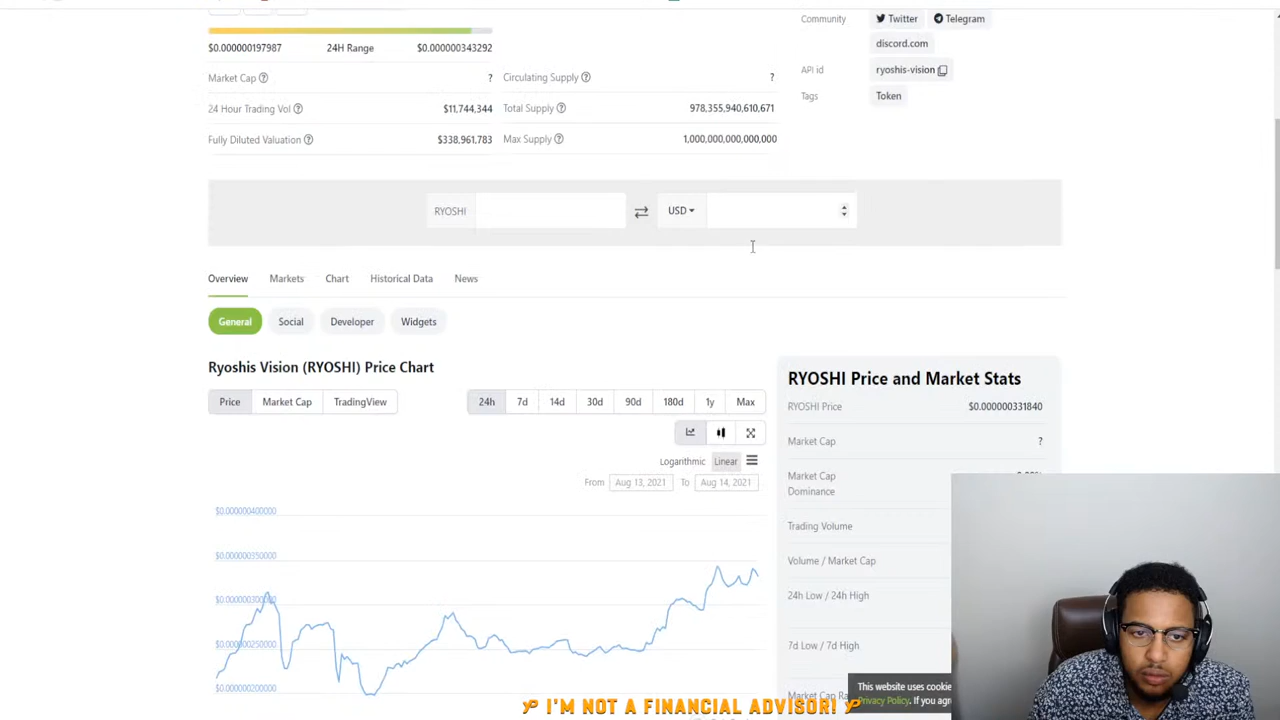 Community Twitter Telegram
$0.000000197987 24H Range $0.000000343292
discord.com
Market Cap ? Circulating Supply ?
API id ryoshis-vision
24 Hour Trading Vol $11,744,344 Total Supply 978,355,940,610,671
Tags Token
Fully Diluted Valuation $338,961,783 Max Supply 1,000,000,000,000,000
RYOSHI USD
Overview Markets Chart Historical Data News
General Social Developer Widgets
Ryoshis Vision (RYOSHI) Price Chart
Price Market Cap TradingView 24h 7d 14d 30d 90d 180d 1y Max
Logarithmic Linear
From Aug 13, 2021 To Aug 14, 2021
$0.000000400000
$0.000000350000
$0.000000300000
$0.000000250000
$0.000000200000
RYOSHI Price and Market Stats
RYOSHI Price $0.000000331840
Market Cap ?
Market Cap
Dominance
Trading Volume
Volume / Market Cap
24h Low / 24h High
7d Low / 7d High
Market Cap
This website uses cookie
Privacy Policy. If you
I'M NOT A FINANCIAL ADVISOR!